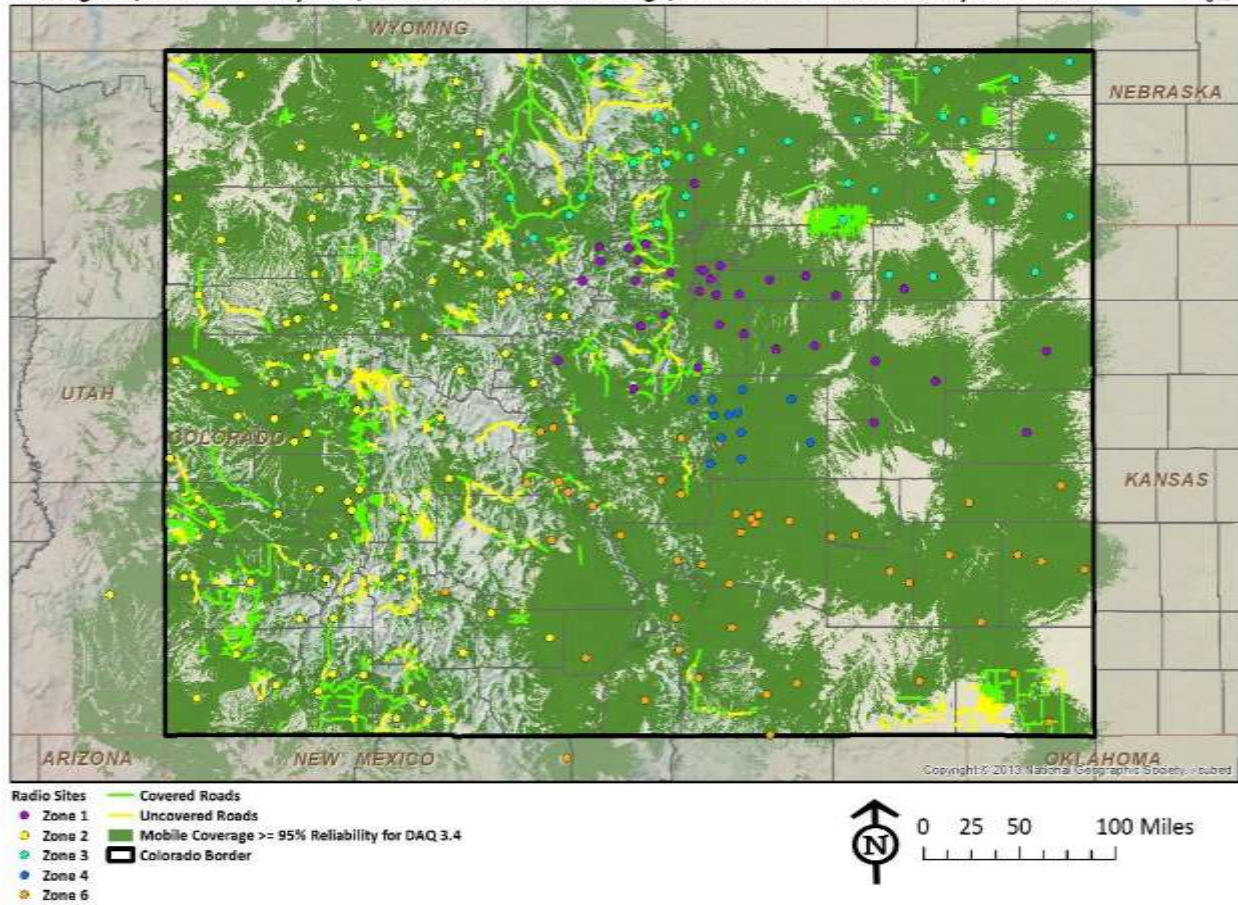 WYOMING
NEBRASKA
UTAH
COLORADO
KANSAS
ARIZONA
NEW MEXICO
OKLAHOMA
Copyright:© 2013 National Geographic Society, i-cubed
Radio Sites
Zone 1
Zone 2
Zone 3
Zone 4
Zone 6
Covered Roads
Uncovered Roads
Mobile Coverage >= 95% Reliability for DAQ 3.4
Colorado Border
N
0 25 50 100 Miles